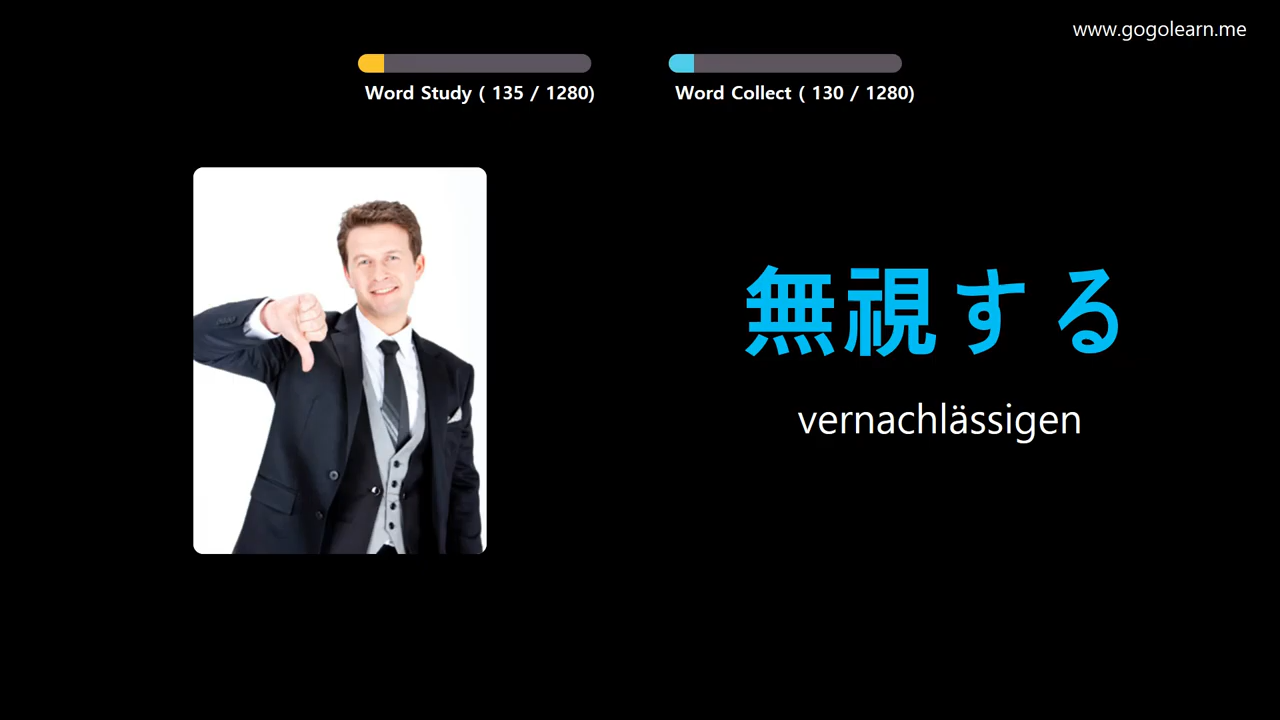 www.gogolearn.me
Word Study ( 135 / 1280)
Word Collect ( 130 / 1280)
無視する
vernachlässigen